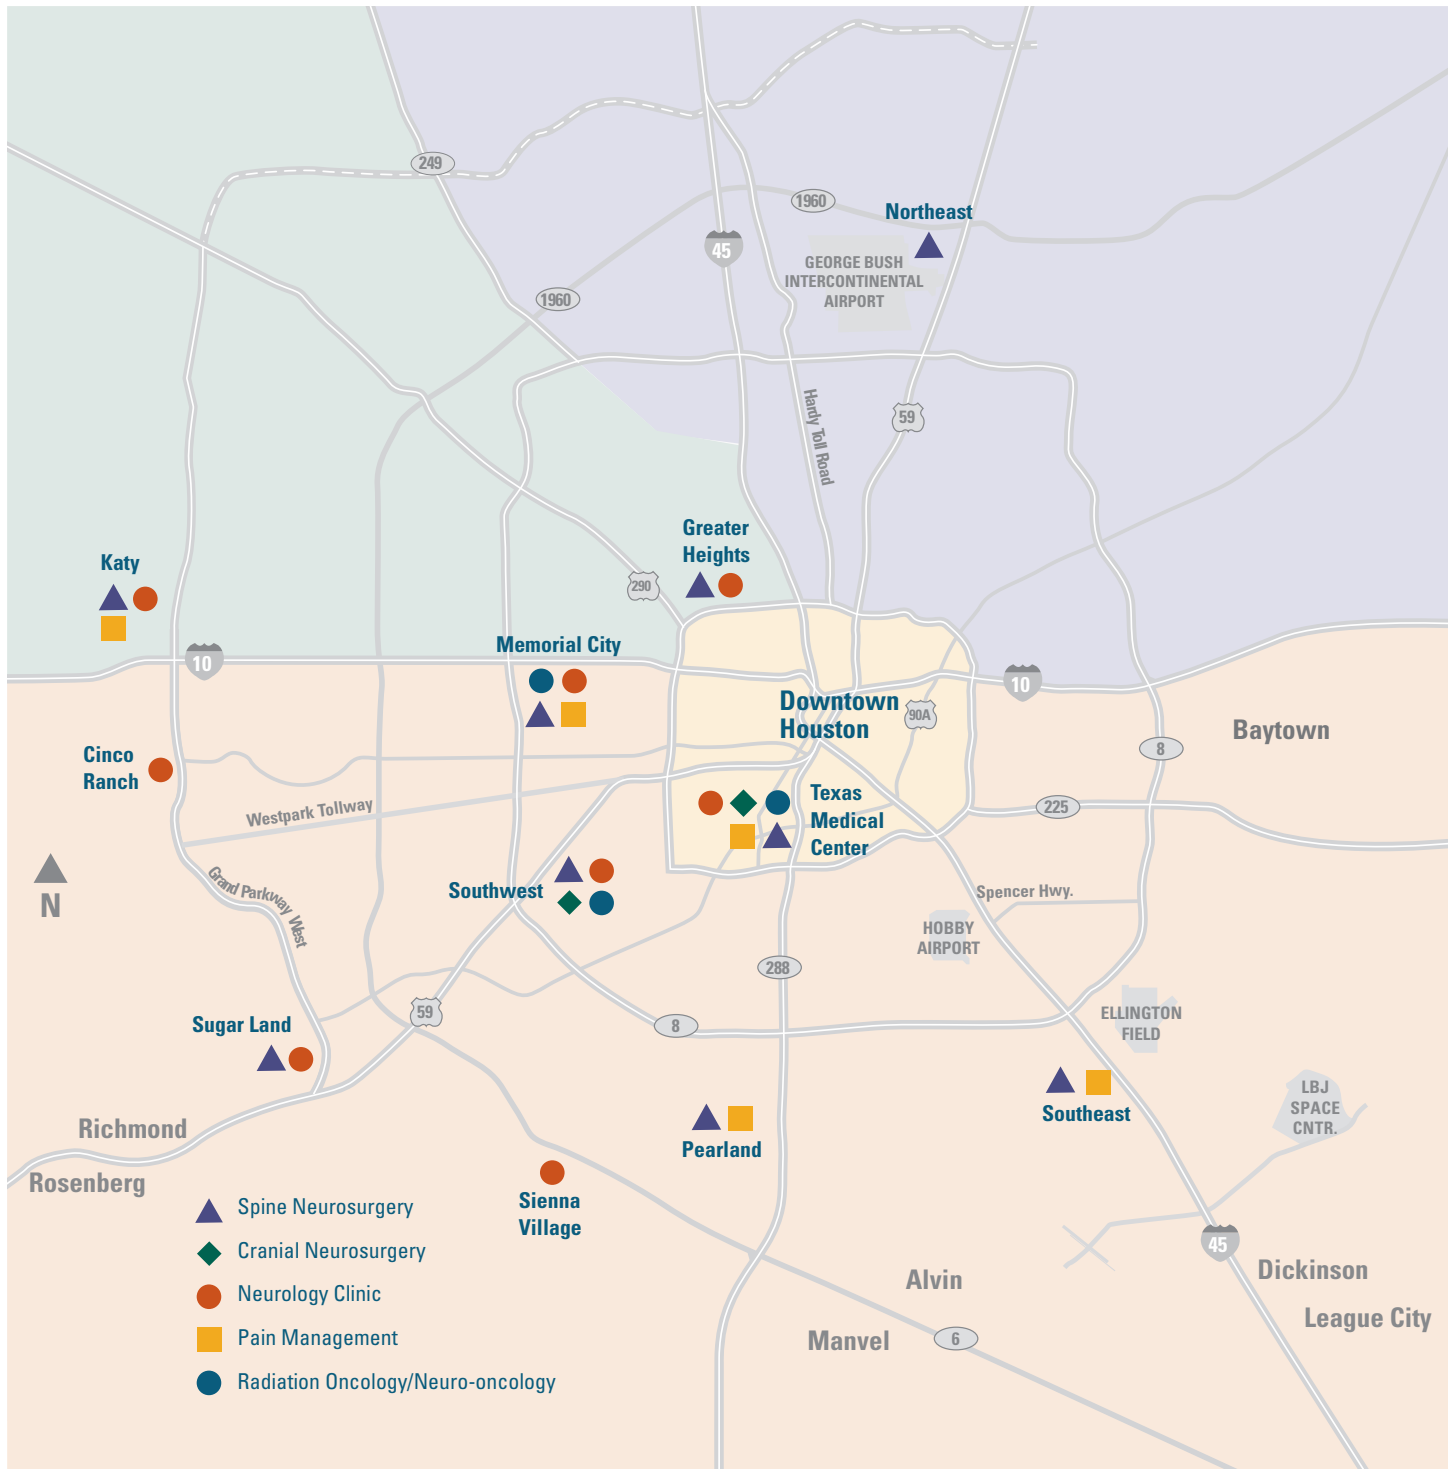 249
1960
Northeast
45
GEORGE BUSH
INTERCONTINENTAL
AIRPORT
1960
Hardy Toll Road
59
Greater
Heights
Katy
290
Memorial City
10
10
Downtown
Houston
90A
Baytown
8
Cinco
Ranch
Westpark Tollway
Texas
Medical
Center
225
N
Grand Parkway West
Southwest
Spencer Hwy.
HOBBY
AIRPORT
288
59
ELLINGTON
FIELD
Sugar Land
8
LBJ
SPACE
CNTR.
Southeast
Richmond
Pearland
Rosenberg
Sienna
Village
Spine Neurosurgery
Cranial Neurosurgery
Neurology Clinic
Pain Management
Radiation Oncology/Neuro-oncology
45
Alvin
Dickinson
League City
Manvel
6